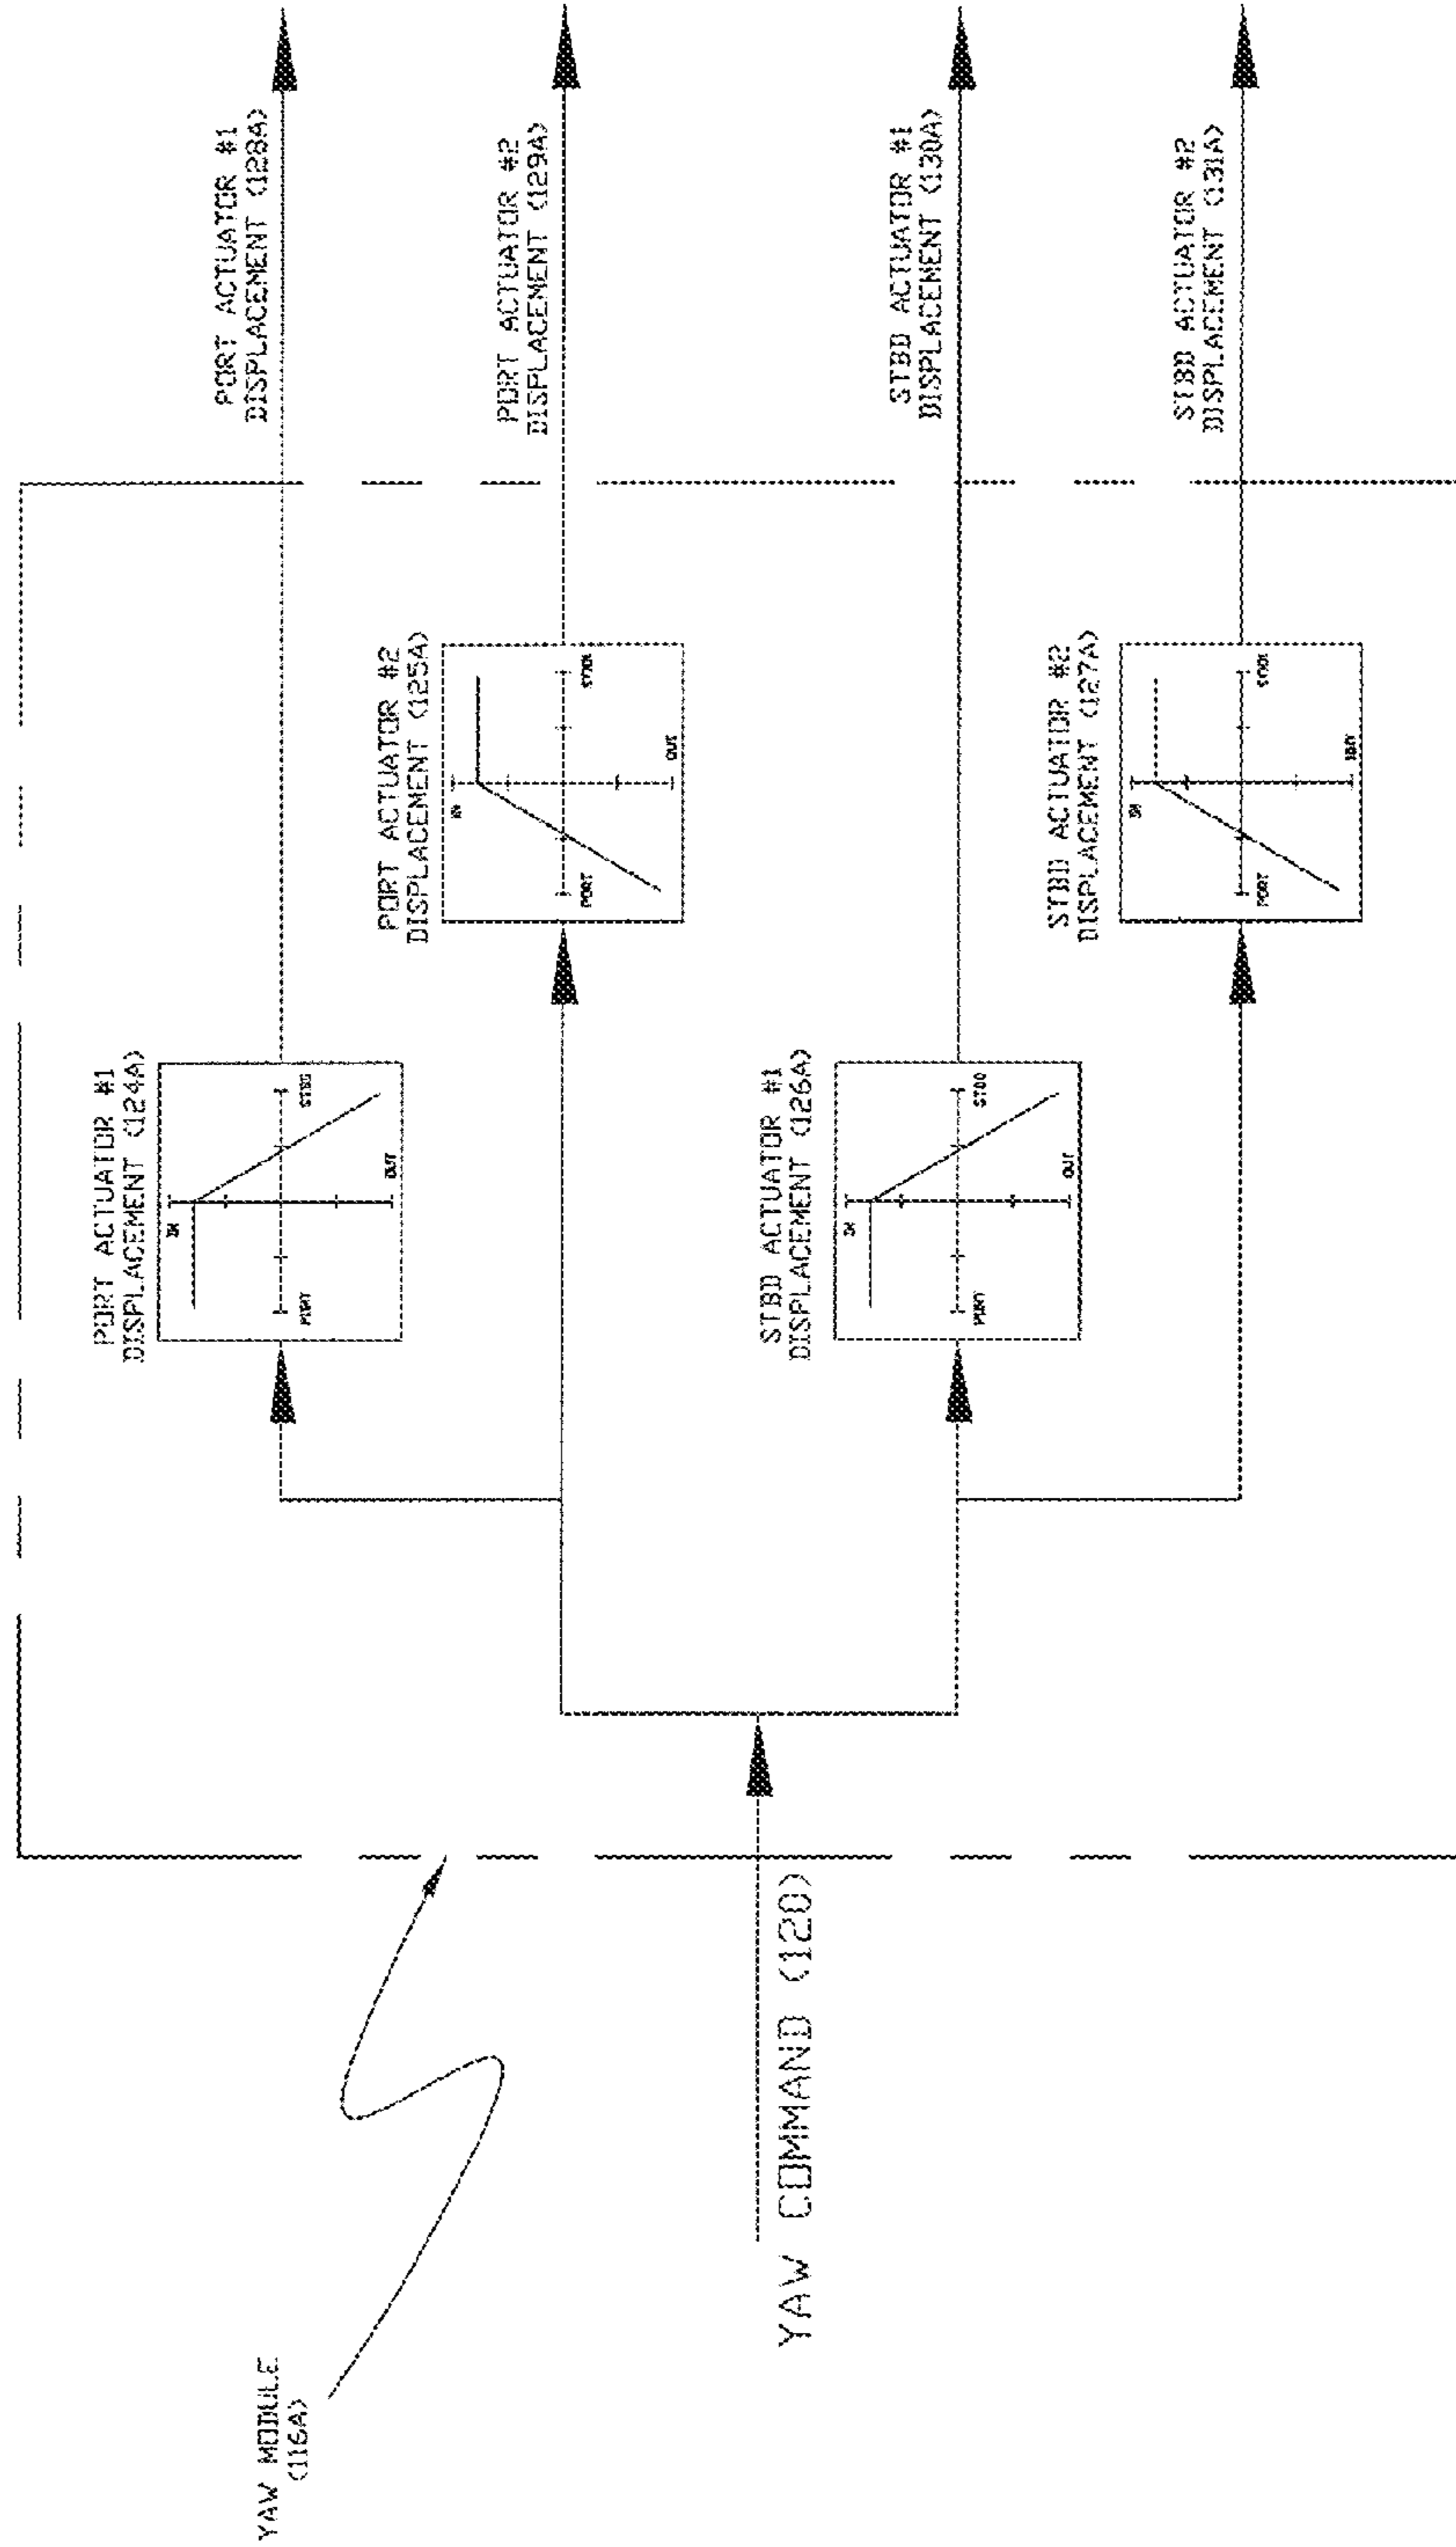 YAW MODULE
(116A)
YAW COMMAND (120)
PORT ACTUATOR #1
DISPLACEMENT (124A)
IN
PORT
STBD
OUT
PORT ACTUATOR #2
DISPLACEMENT (125A)
IN
PORT
OUT
STBD ACTUATOR #1
DISPLACEMENT (126A)
IN
PORT
STBD
OUT
STBD ACTUATOR #2
DISPLACEMENT (127A)
IN
PORT
PORT ACTUATOR #1
DISPLACEMENT (128A)
PORT ACTUATOR #2
DISPLACEMENT (129A)
STBD ACTUATOR #1
DISPLACEMENT (130A)
STBD ACTUATOR #2
DISPLACEMENT (131A)